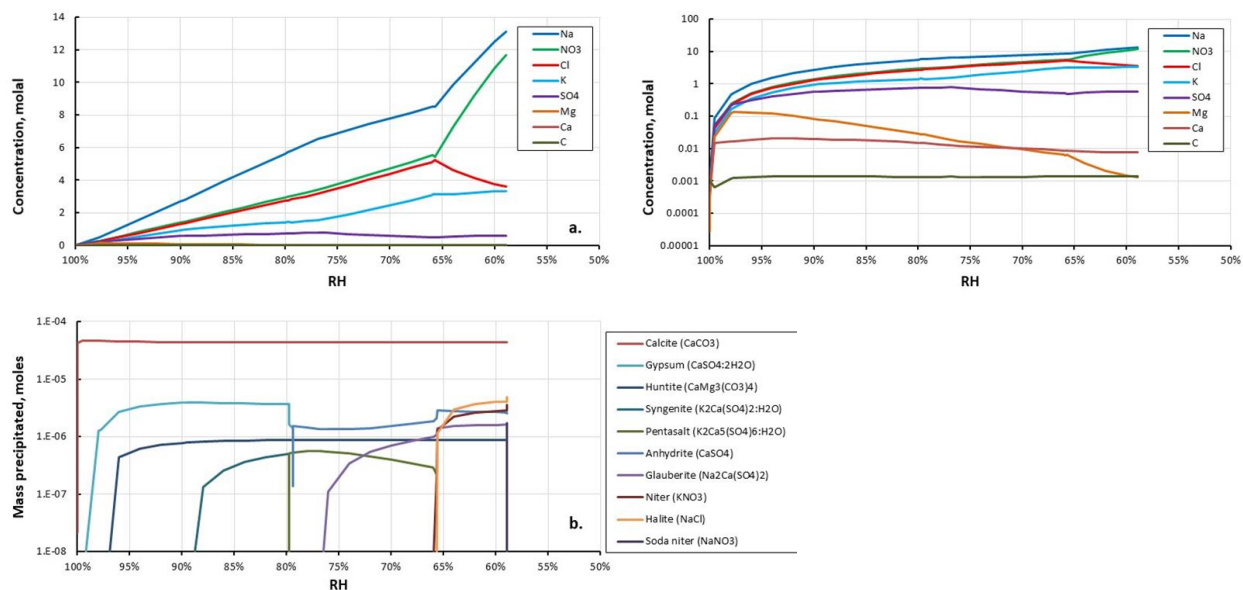 14
12
10
8
6
4
2
0
Concentration, molal
100%
95%
90%
85%
80%
75%
70%
65%
60%
55%
50%
RH
Na
NO3
Cl
K
SO4
Mg
Ca
C
a.
100
10
1
0.1
0.01
0.001
0.0001
0.00001
Concentration, molal
100%
95%
90%
85%
80%
75%
70%
65%
60%
55%
50%
RH
Na
NO3
Cl
K
SO4
Mg
Ca
C
1.E-04
1.E-05
1.E-06
1.E-07
1.E-08
Mass precipitated, moles
100%
95%
90%
85%
80%
75%
70%
65%
60%
55%
50%
RH
b.
Calcite (CaCO3)
Gypsum (CaSO4:2H2O)
Huntite (CaMg3(CO3)4)
Syngenite (K2Ca(SO4)2:H2O)
Pentasalt (K2Ca5(SO4)6:H2O)
Anhydrite (CaSO4)
Glauberite (Na2Ca(SO4)2)
Niter (KNO3)
Halite (NaCl)
Soda niter (NaNO3)